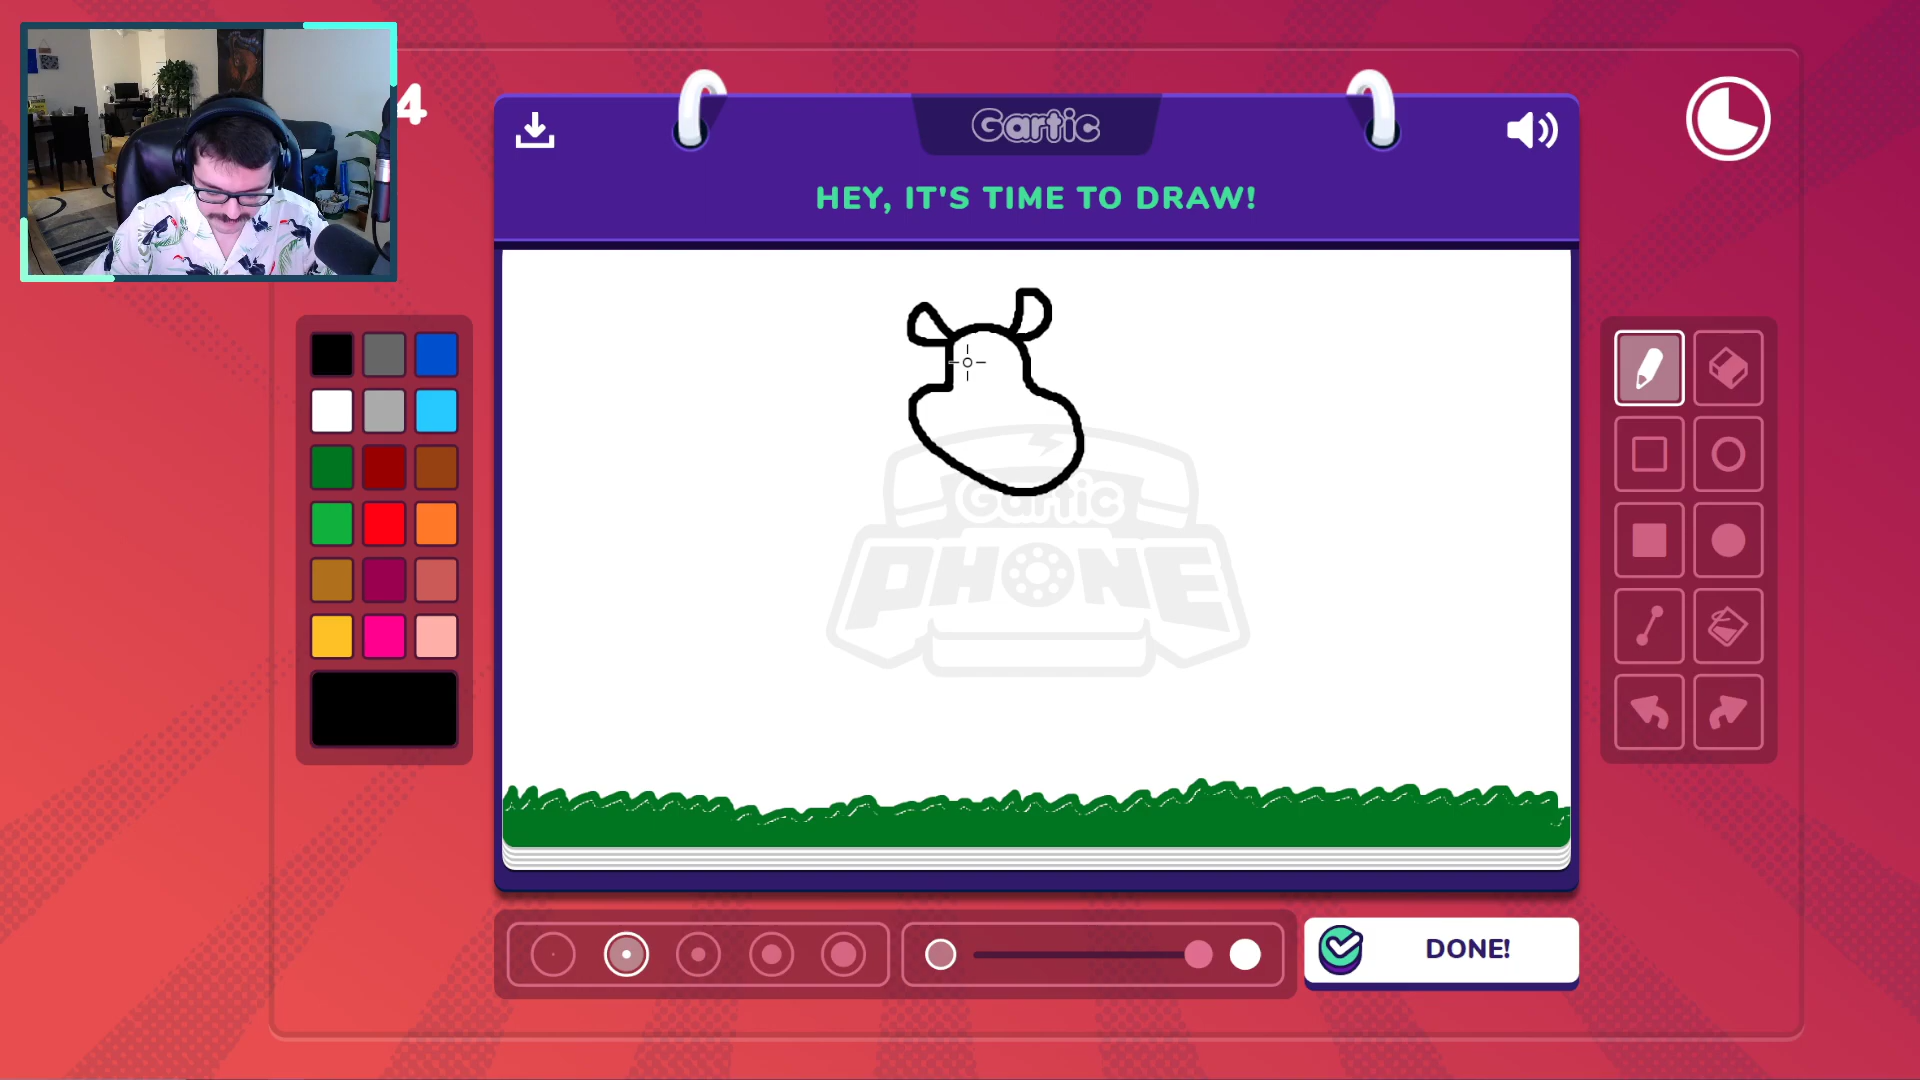 4
Gartic
HEY, IT'S TIME TO DRAW!
Gartic
PHONE
DONE!